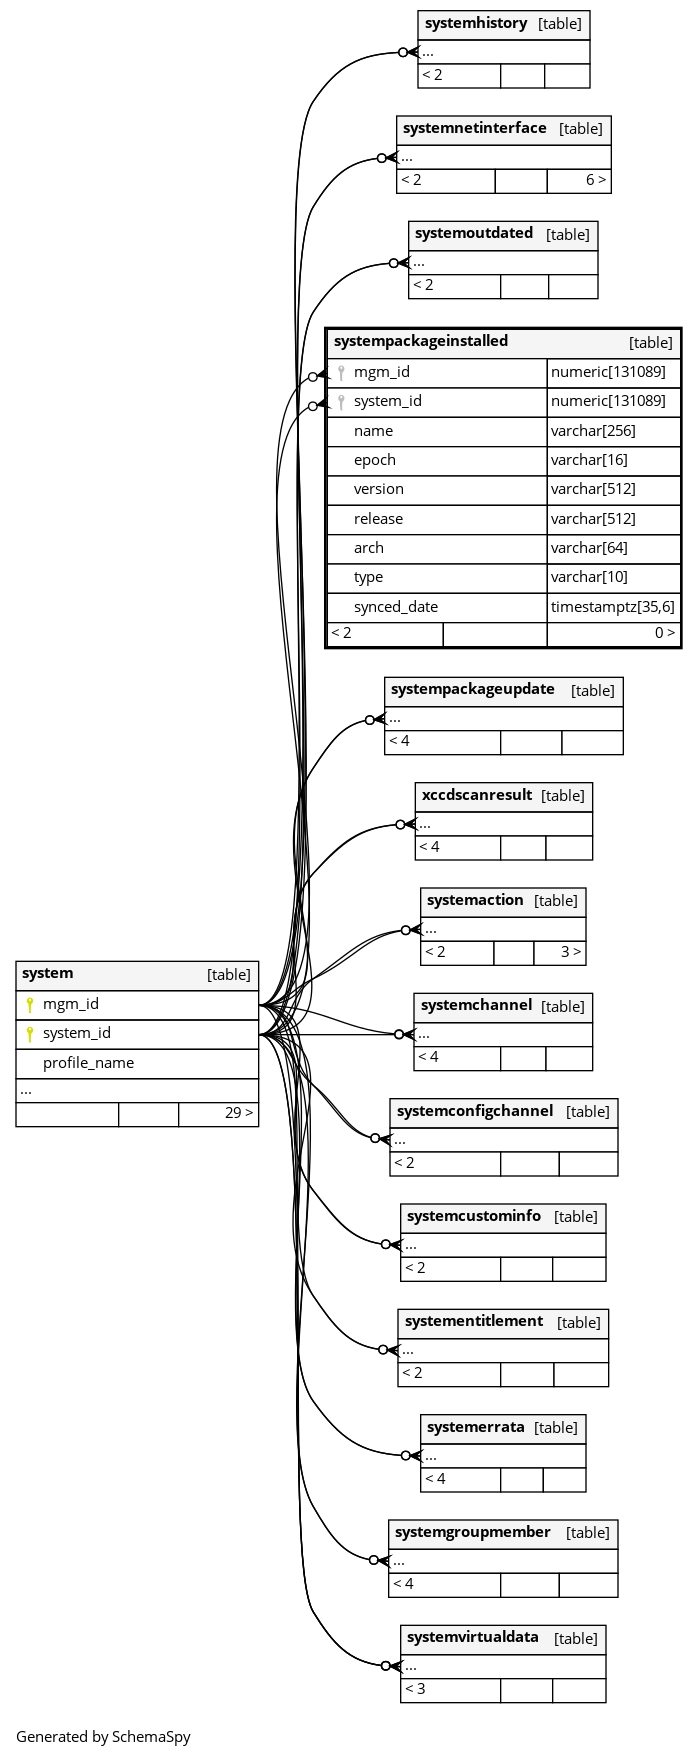 systemhistory [table]
...
< 2
systemnetinterface [table]
...
< 2 6 >
systemoutdated [table]
...
< 2
systempackageinstalled [table]
mgm_id numeric[131089]
system_id numeric[131089]
name varchar[256]
epoch varchar[16]
version varchar[512]
release varchar[512]
arch varchar[64]
type varchar[10]
synced_date timestamptz[35,6]
< 2 0 >
systempackageupdate [table]
...
< 4
xccdscanresult [table]
...
< 4
systemaction [table]
...
< 2 3 >
system [table]
mgm_id
system_id
profile_name
...
29 >
systemchannel [table]
...
< 4
systemconfigchannel [table]
...
< 2
systemcustominfo [table]
...
< 2
systementitlement [table]
...
< 2
systemerrata [table]
...
< 4
systemgroupmember [table]
...
< 4
systemvirtualdata [table]
...
< 3
Generated by SchemaSpy